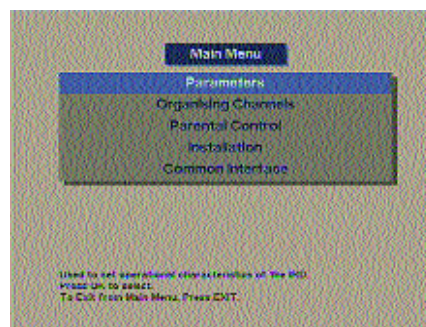 Main Menu
Parameters
Organising Channels
Parental Control
Installation
Common Interface
Used to set operational characteristics of the IRD.
Press OK to select.
To Exit from Main Menu, Press EXIT.